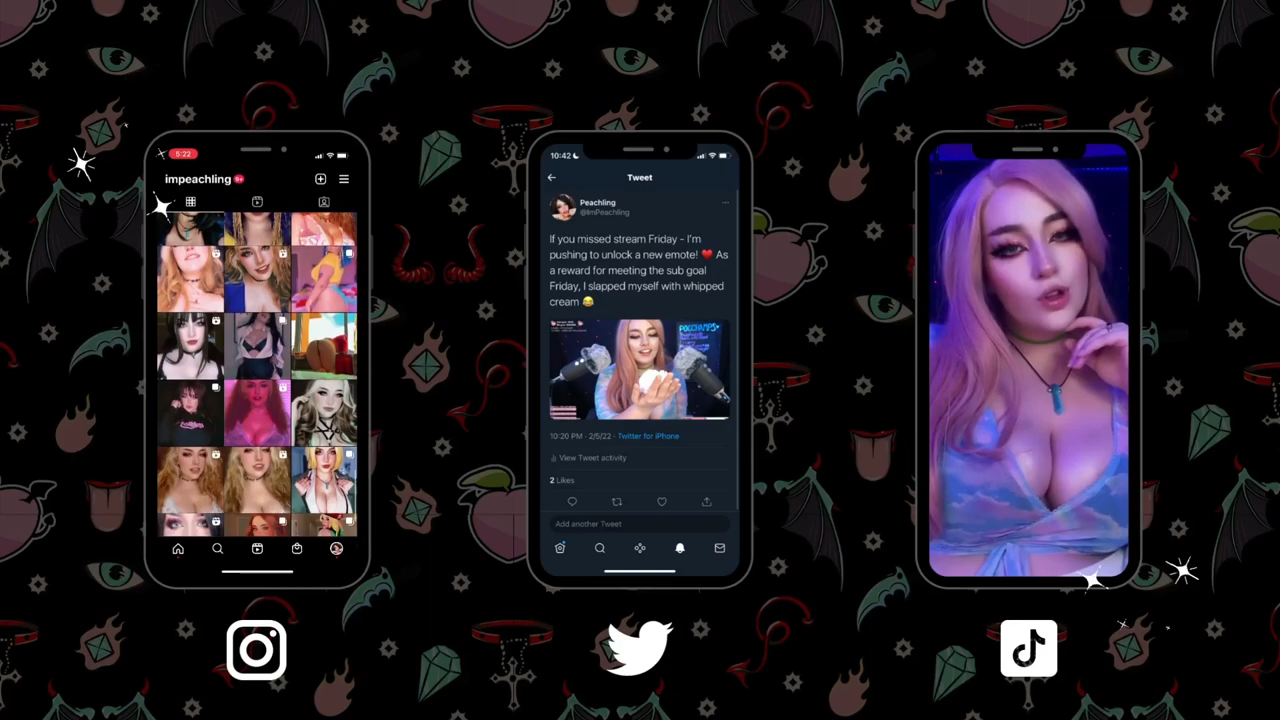 5:22
impeachling 9+
10:42
Tweet
Peachling
@ImPeachling
If you missed stream Friday - I'm
pushing to unlock a new emote! ❤️ As
a reward for meeting the sub goal
Friday, I slapped myself with whipped
cream 😂
POGCHAMPS
10:20 PM · 2/5/22 · Twitter for iPhone
View Tweet activity
2 Likes
Add another Tweet